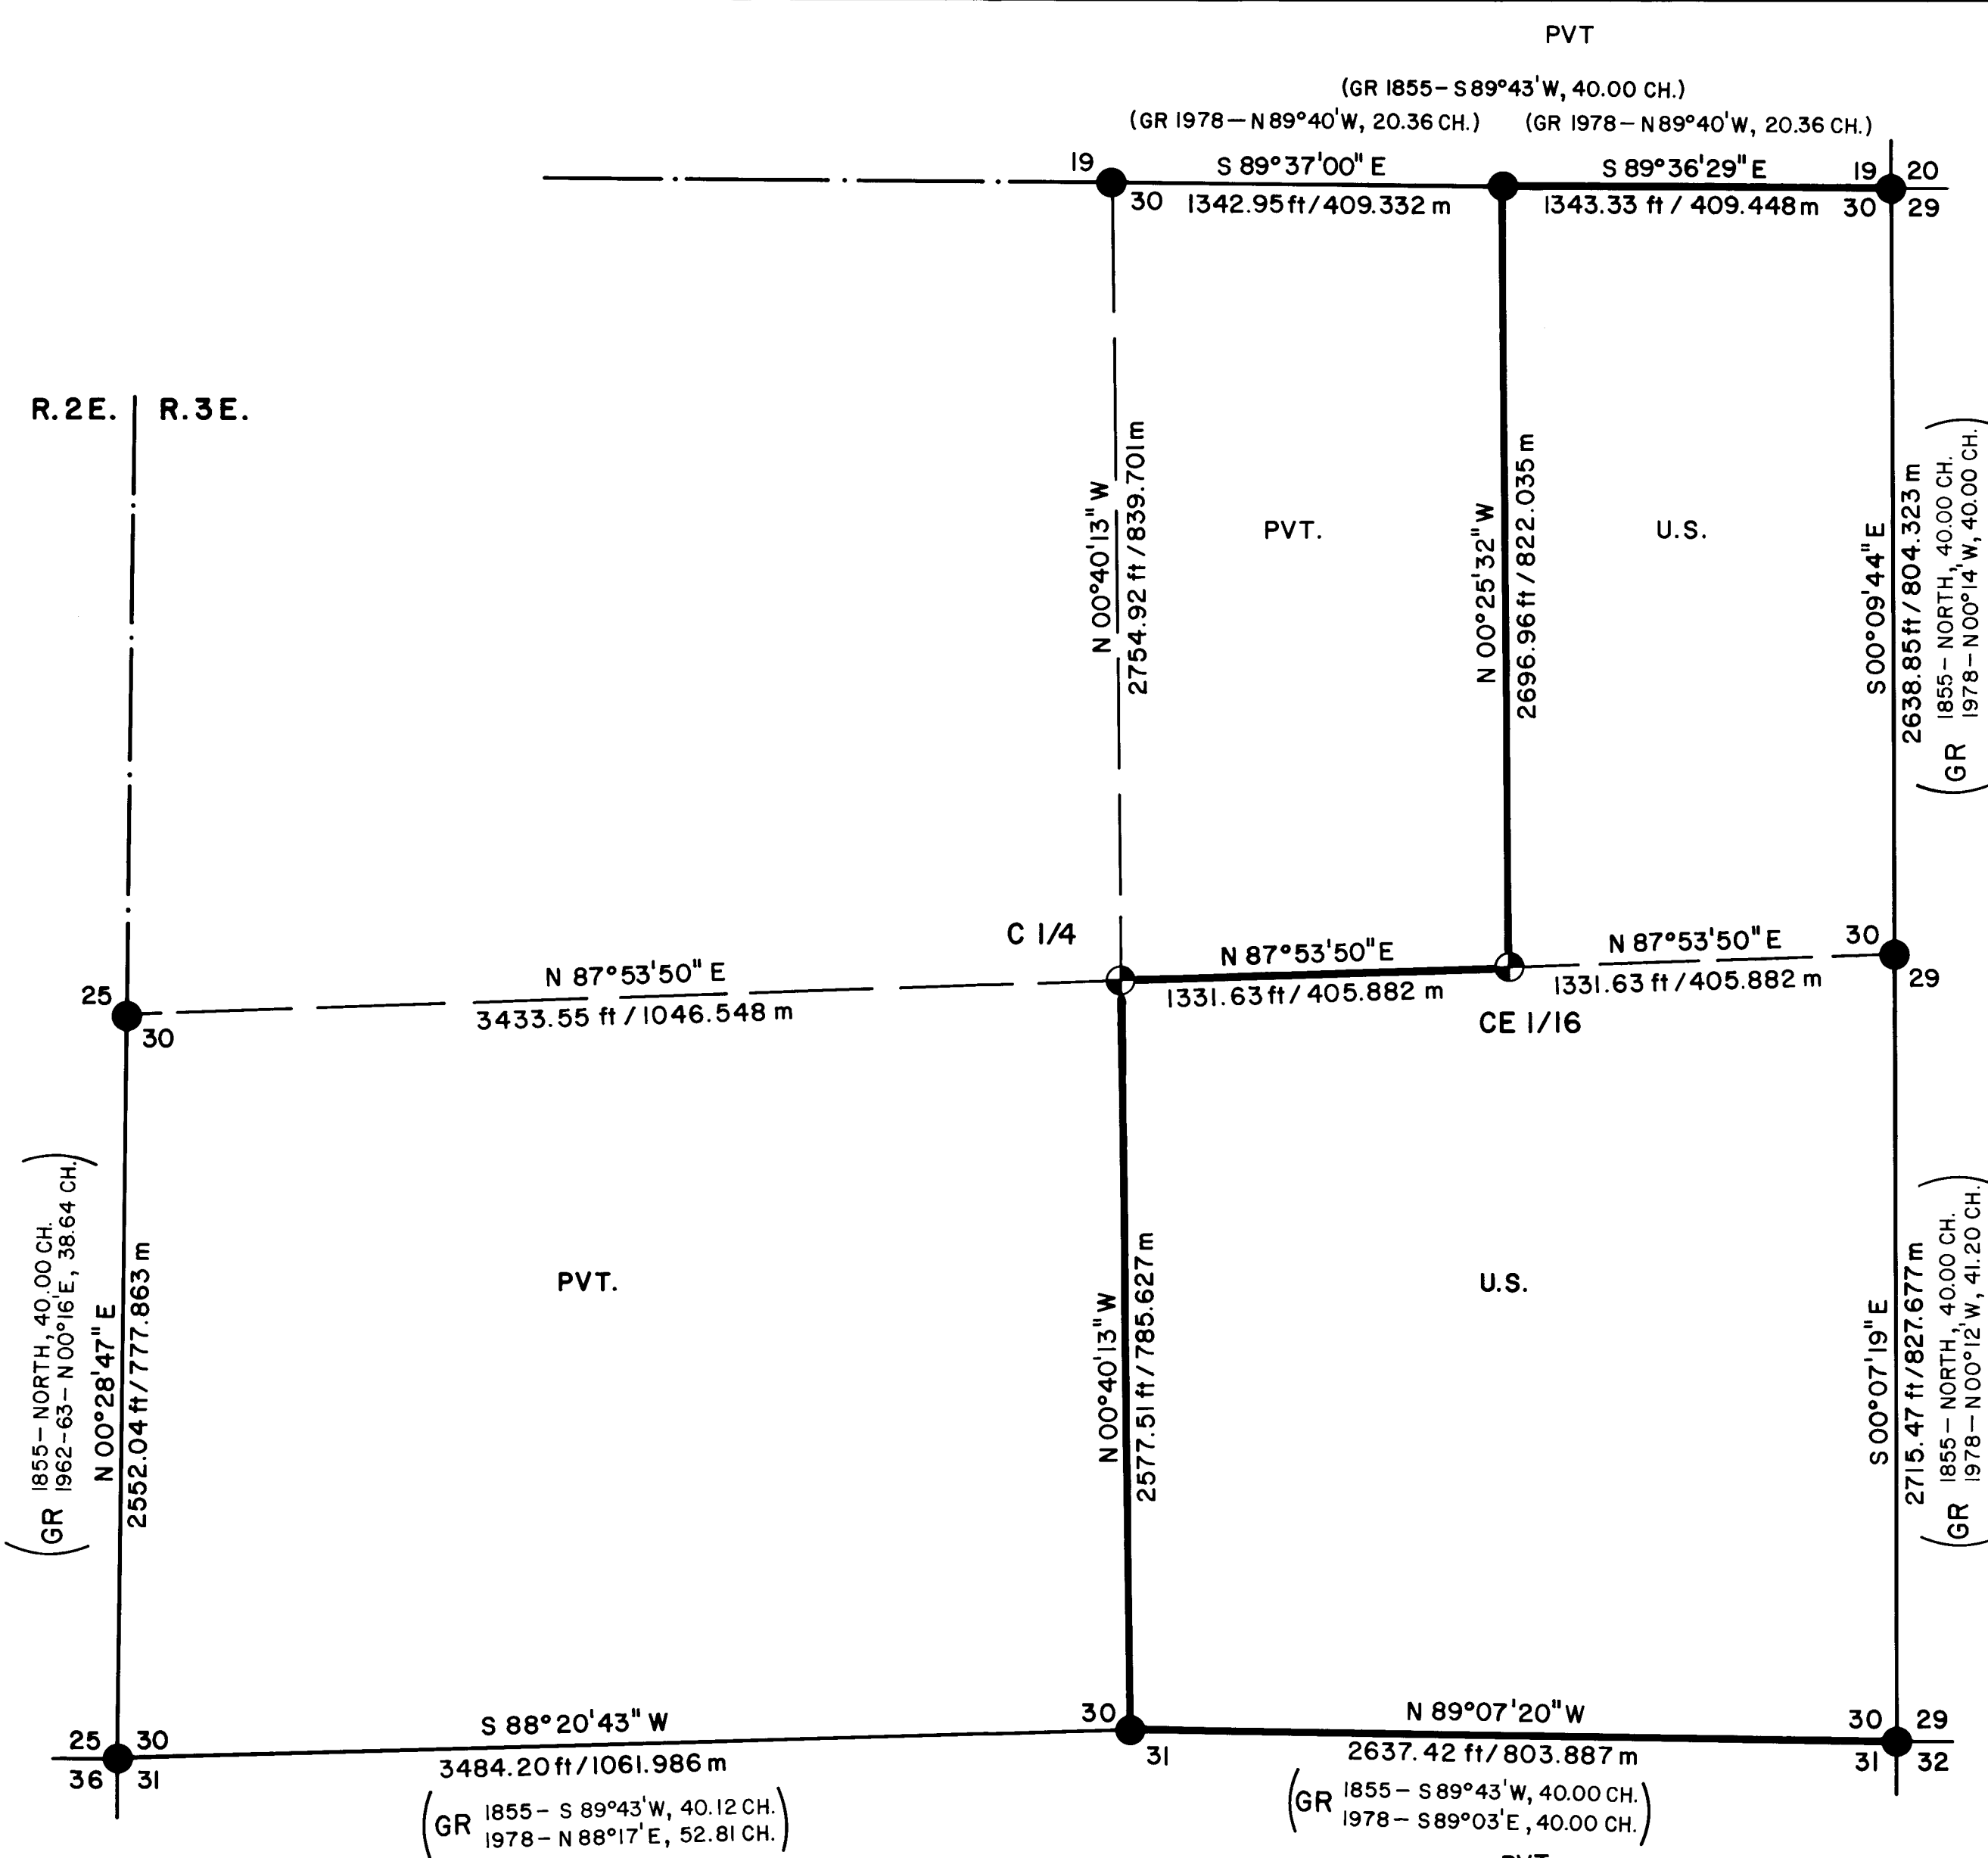 PVT
(GR 1855– S 89°43'W, 40.00 CH.)
(GR 1978 – N 89°40'W, 20.36 CH.)
(GR 1978 – N 89°40'W, 20.36 CH.)
19
S 89°37'00" E
S 89°36'29" E
19
20
30
1342.95 ft/409.332 m
1343.33 ft / 409.448 m
30
29
R. 2 E.
R. 3 E.
N 00°40'13" W
2754.92 ft / 839.701 m
PVT.
N 00°25'32" W
2696.96 ft / 822.035 m
U.S.
S 00°09'44" E
2638.85 ft / 804.323 m
(GR
1855 – NORTH, 40.00 CH.
1978 – N 00°14'W, 40.00 CH.)
C 1/4
N 87°53'50" E
N 87°53'50" E
N 87°53'50" E
30
25
3433.55 ft / 1046.548 m
1331.63 ft/ 405.882 m
1331.63 ft/ 405.882 m
29
30
CE 1/16
(GR
1855 – NORTH, 40.00 CH.
1962-63 – N 00°16'E, 38.64 CH.)
N 00°28'47" E
2552.04 ft/ 777.863 m
PVT.
N 00°40'13" W
2577.51 ft / 785.627 m
U.S.
S 00°07'19" E
2715.47 ft/827.677 m
(GR
1855 – NORTH, 40.00 CH.
1978 – N 00°12'W, 41.20 CH.)
25
30
S 88°20'43" W
30
N 89°07'20" W
30
29
36
31
3484.20 ft/1061.986 m
31
2637.42 ft/ 803.887 m
31
32
(GR
1855 – S 89°43'W, 40.12 CH.
1978 – N 88°17'E, 52.81 CH.)
(GR
1855 – S 89°43'W, 40.00 CH.
1978 – S 89°03'E, 40.00 CH.)
PVT